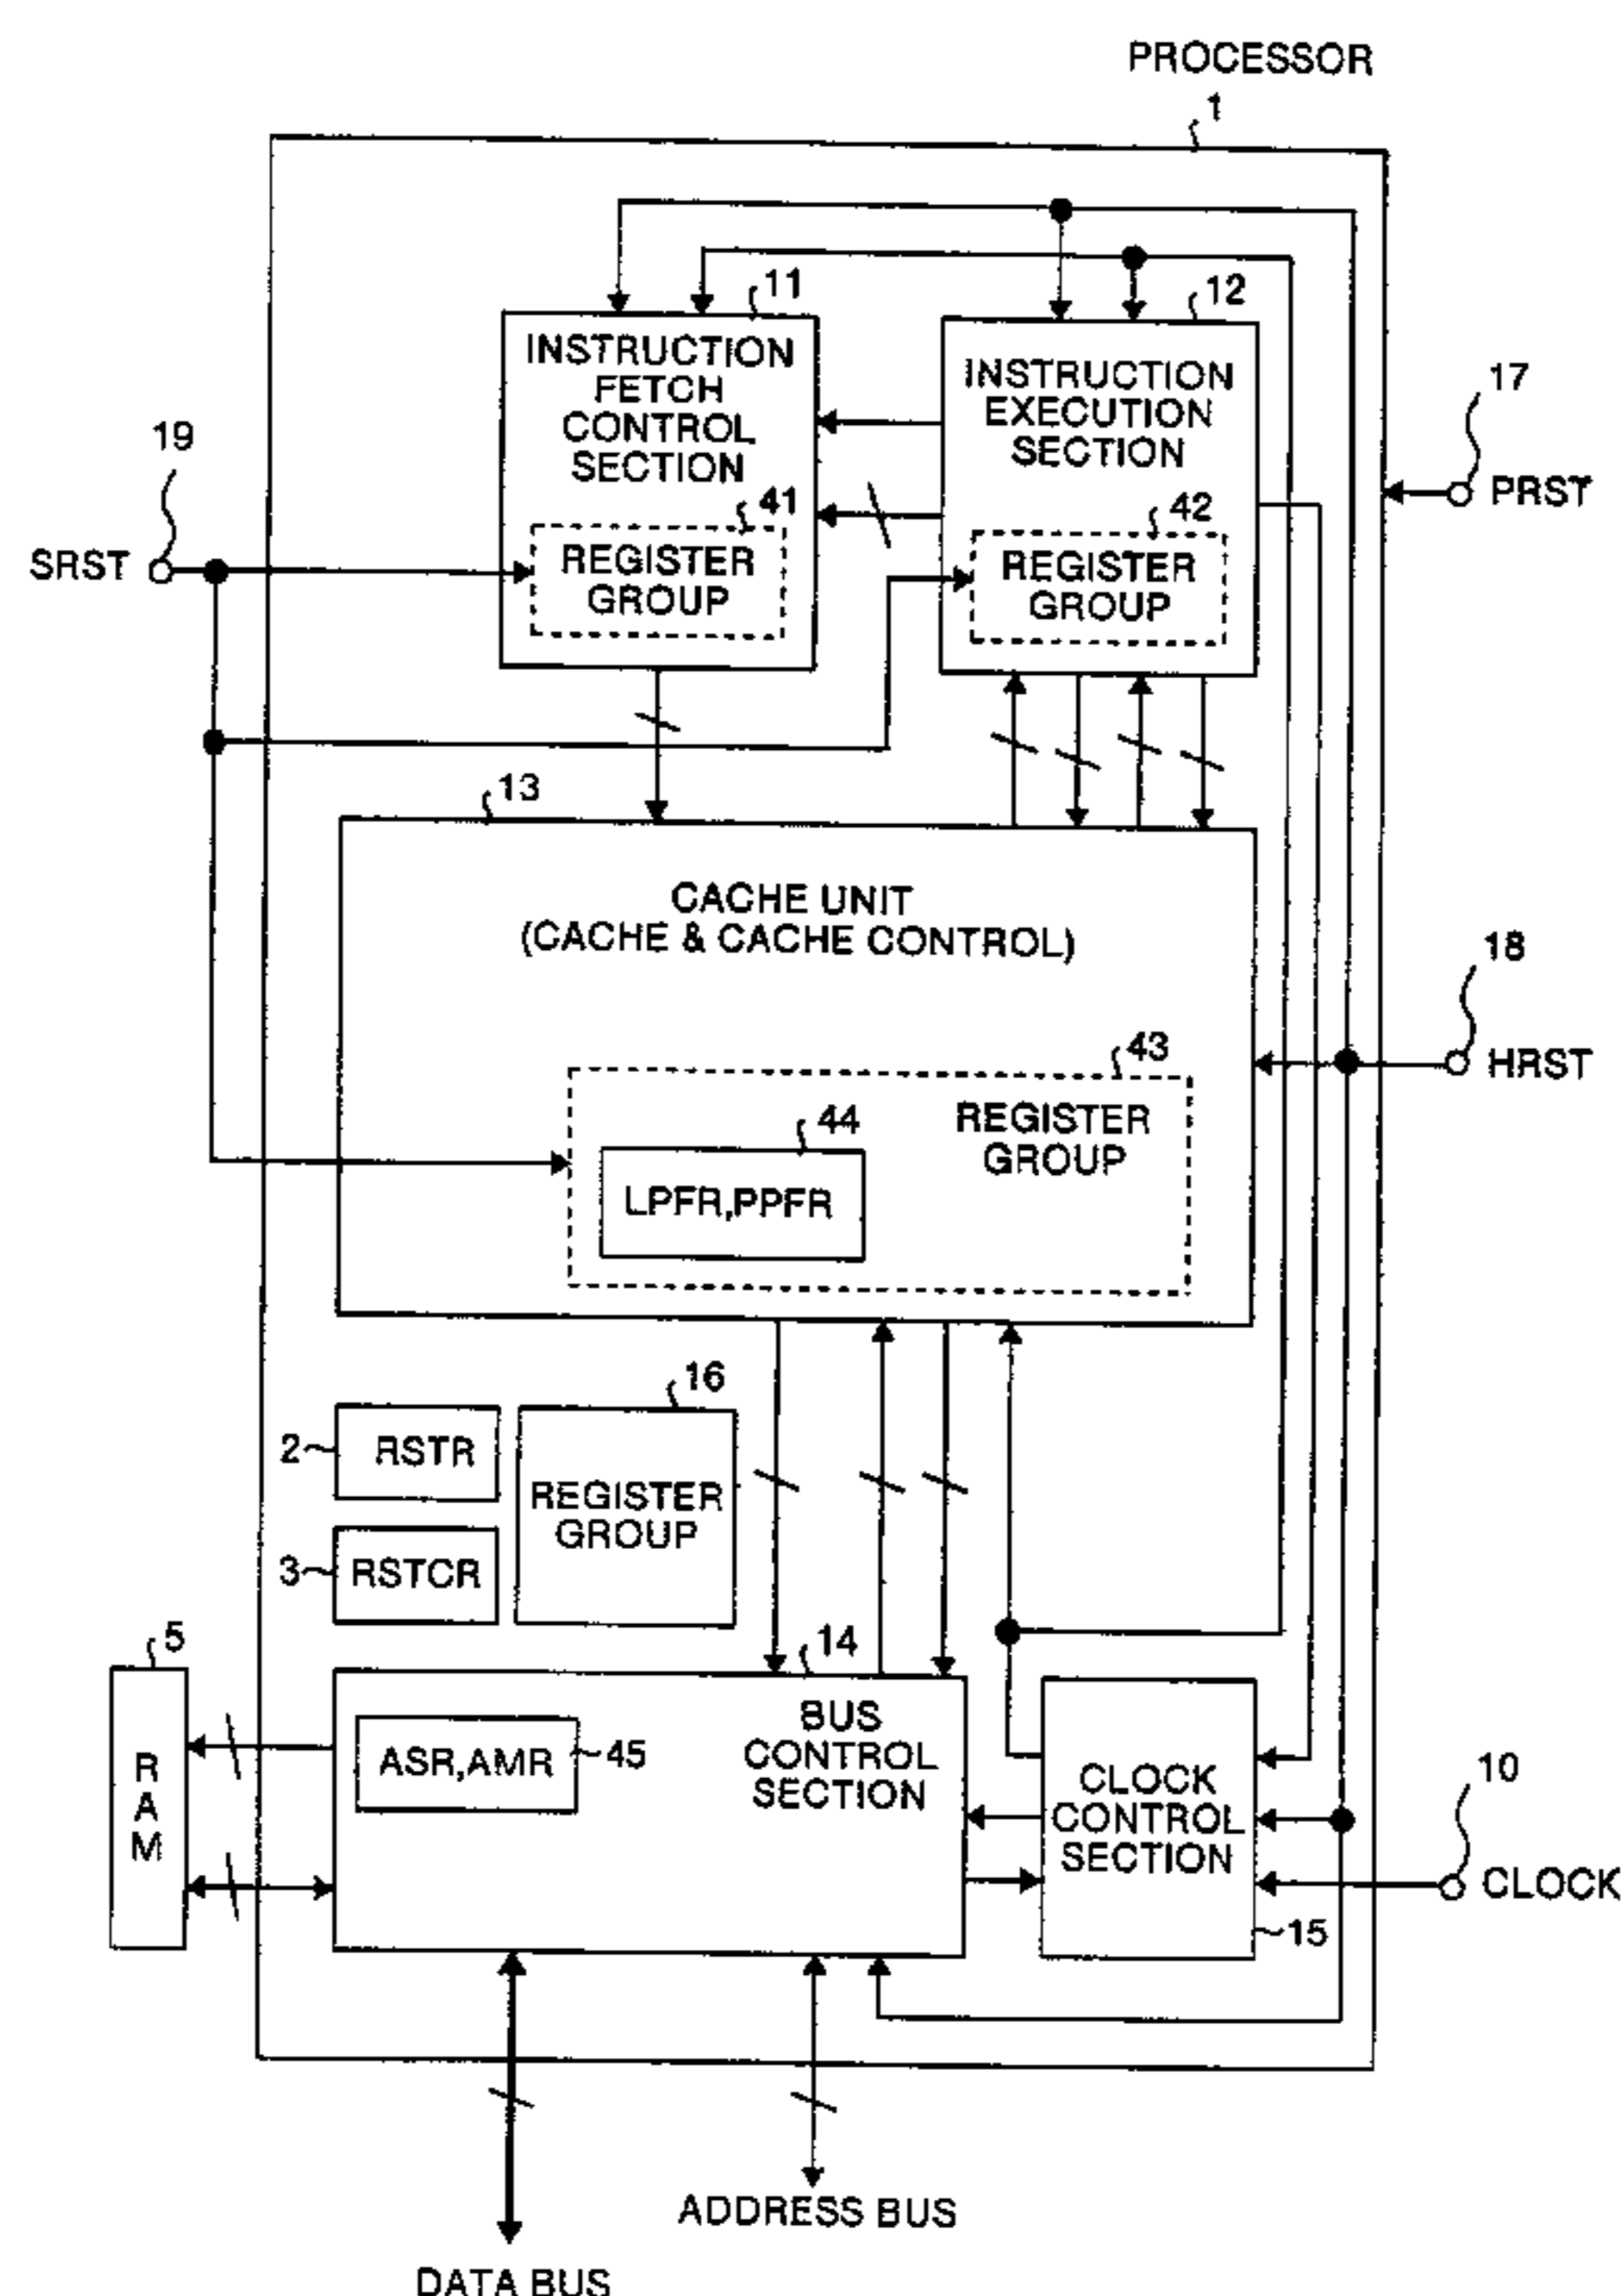 PROCESSOR
1
11
12
INSTRUCTION
FETCH
CONTROL
SECTION
INSTRUCTION
EXECUTION
SECTION
17
PRST
19
SRST
41
REGISTER
GROUP
42
REGISTER
GROUP
13
CACHE UNIT
(CACHE & CACHE CONTROL)
18
HRST
43
REGISTER
GROUP
44
LPFR,PPFR
16
2
RSTR
REGISTER
GROUP
3
RSTCR
5
RAM
14
BUS
CONTROL
SECTION
ASR,AMR
45
CLOCK
CONTROL
SECTION
10
CLOCK
15
ADDRESS BUS
DATA BUS